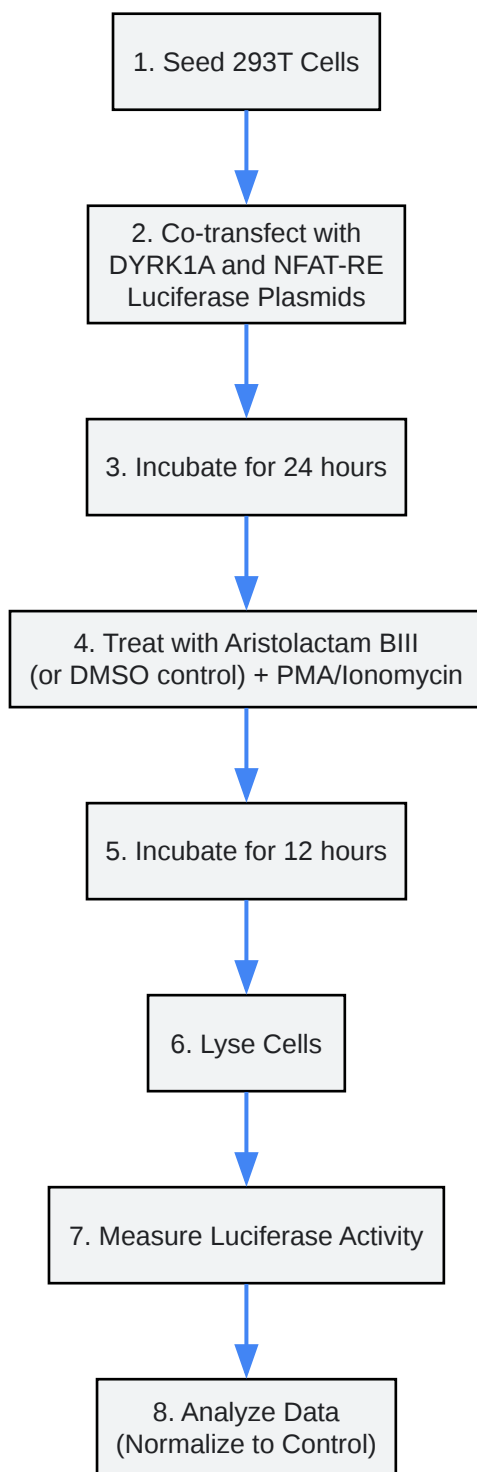 1. Seed 293T Cells
2. Co-transfect with
DYRK1A and NFAT-RE
Luciferase Plasmids
3. Incubate for 24 hours
4. Treat with Aristolactam BIII
(or DMSO control) + PMA/Ionomycin
5. Incubate for 12 hours
6. Lyse Cells
7. Measure Luciferase Activity
8. Analyze Data
(Normalize to Control)